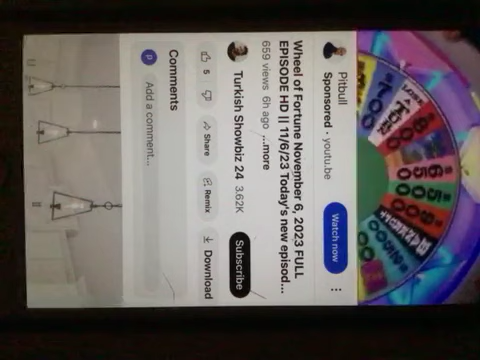 Pitbull
Sponsored · youtu.be
Watch now
Wheel of Fortune November 6, 2023 FULL
EPISODE HD || 11/6/23 Today's new episod...
659 views 6h ago ...more
Turkish Showbiz 24 3.62K
Subscribe
5
Share
Remix
Download
Comments
P
Add a comment...